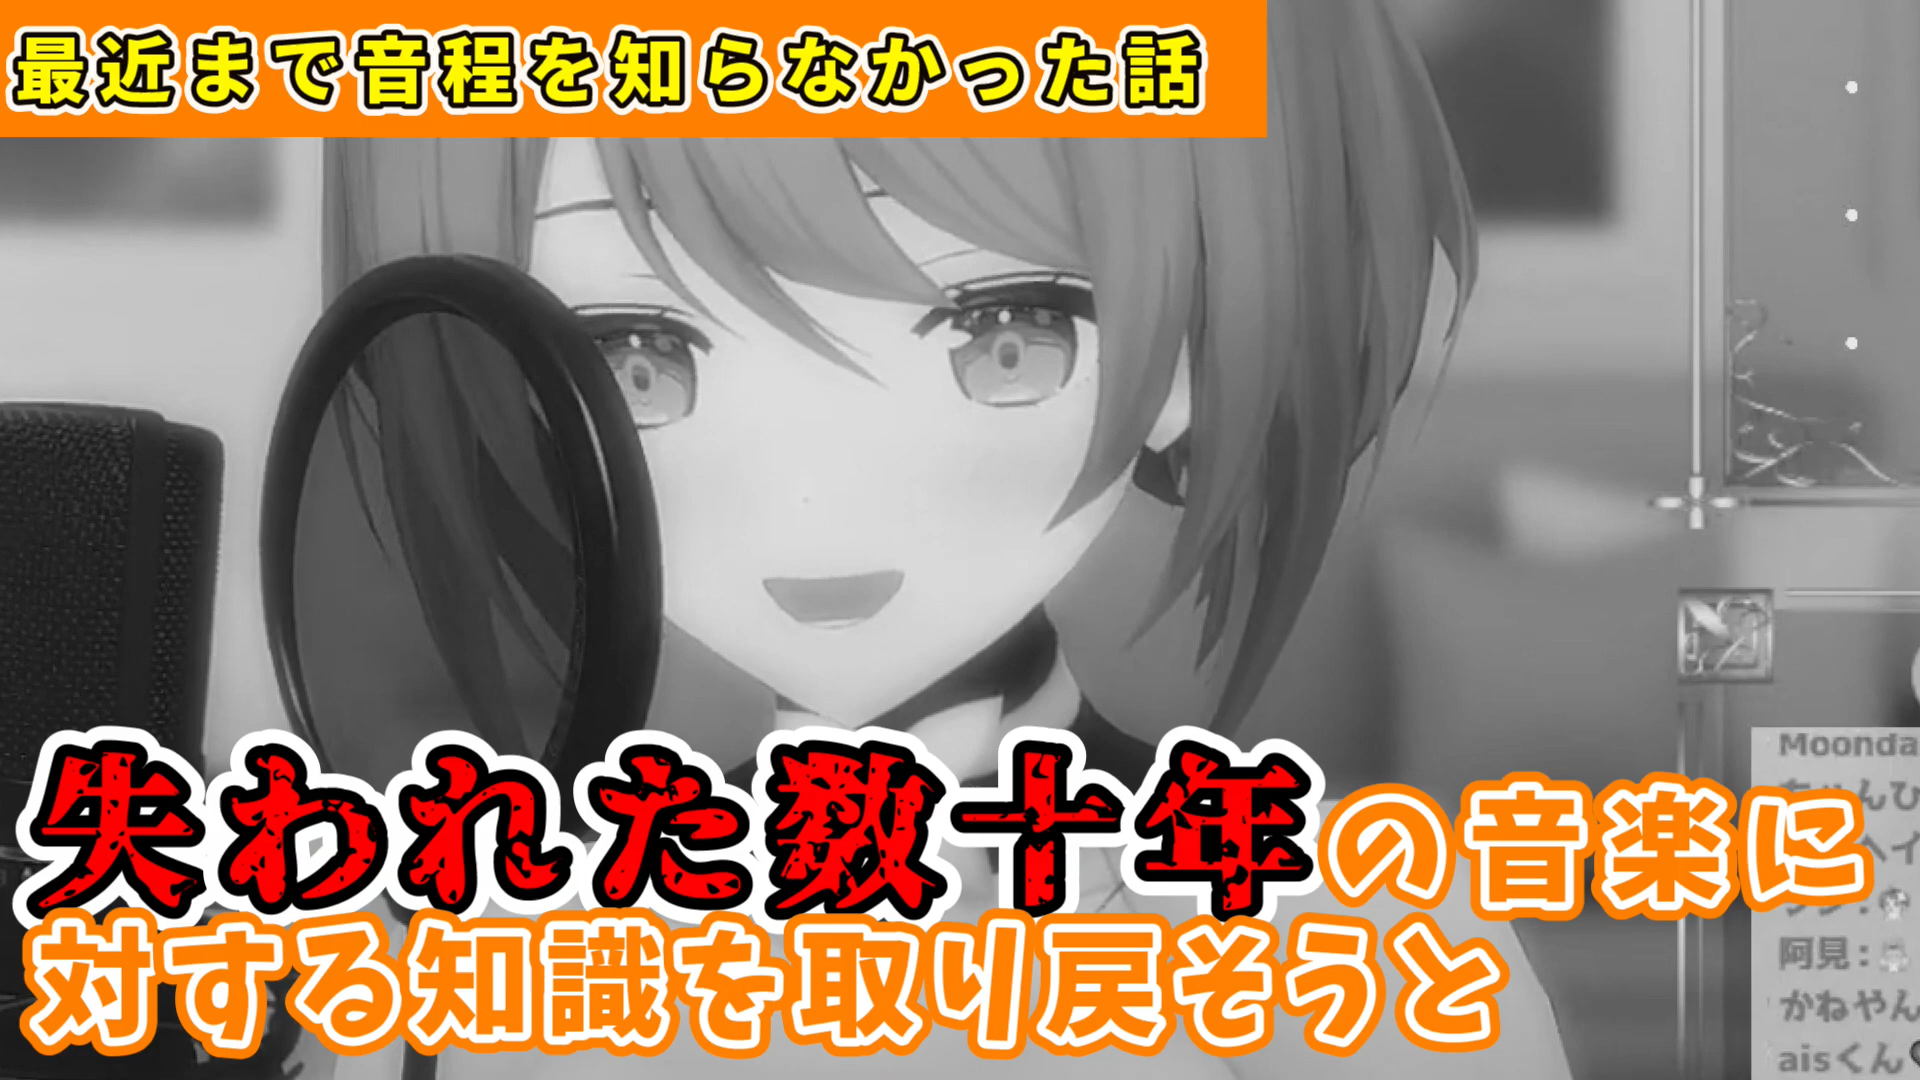 最近まで音程を知らなかった話
失われた数十年の音楽に
対する知識を取り戻そうと
Moonda
阿見:
かねやん
aisくん